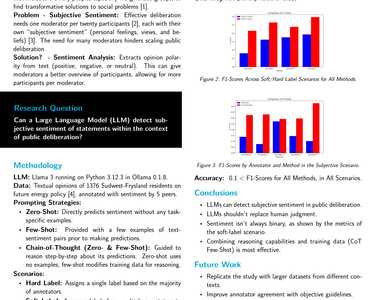 find transformative solutions to social problems [1].
Problem - Subjective Sentiment: Effective deliberation
needs one moderator per twenty participants [2], each with their
own "subjective sentiment" (personal feelings, views, and be-
liefs) [3]. The need for many moderators hinders scaling public
deliberation.
Solution? - Sentiment Analysis: Extracts opinion polar-
ity from text (positive, negative, or neutral). This can give
moderators a better overview of participants, allowing for more
participants per moderator.
Research Question
Can a Large Language Model (LLM) detect sub-
jective sentiment of statements within the context
of public deliberation?
Methodology
LLM: Llama 3 running on Python 3.12.3 in Ollama 0.1.8.
Data: Textual opinions of 1376 Sudwest-Frysland residents on
future energy policy [4], annotated with sentiment by 5 peers.
Prompting Strategies:
• Zero-Shot: Directly predicts sentiment without any task-
specific examples.
• Few-Shot: Provided with a few examples of text-
sentiment pairs prior to making predictions.
• Chain-of-Thought (Zero- & Few-Shot): Guided to
reason step-by-step about its predictions. Zero-shot uses
no examples, few-shot modifies training data for reasoning.
Scenarios:
• Hard Label: Assigns a single label based on the majority
of annotators.
Figure 2: F1-Scores Across Soft/Hard Label Scenarios for All Methods.
Figure 3: F1-Scores by Annotator and Method in the Subjective Scenario.
Accuracy: 0.1 < F1-Scores for All Methods, in All Scenarios.
Conclusions
• LLMs can detect subjective sentiment in public deliberation.
• LLMs shouldn't replace human judgment.
• Sentiment isn't always binary, as shown by the metrics of
the soft-label scenario.
• Combining reasoning capabilities and training data (CoT
Few-Shot) is most effective.
Future Work
• Replicate the study with larger datasets from different con-
texts.
• Improve annotator agreement with objective guidelines.